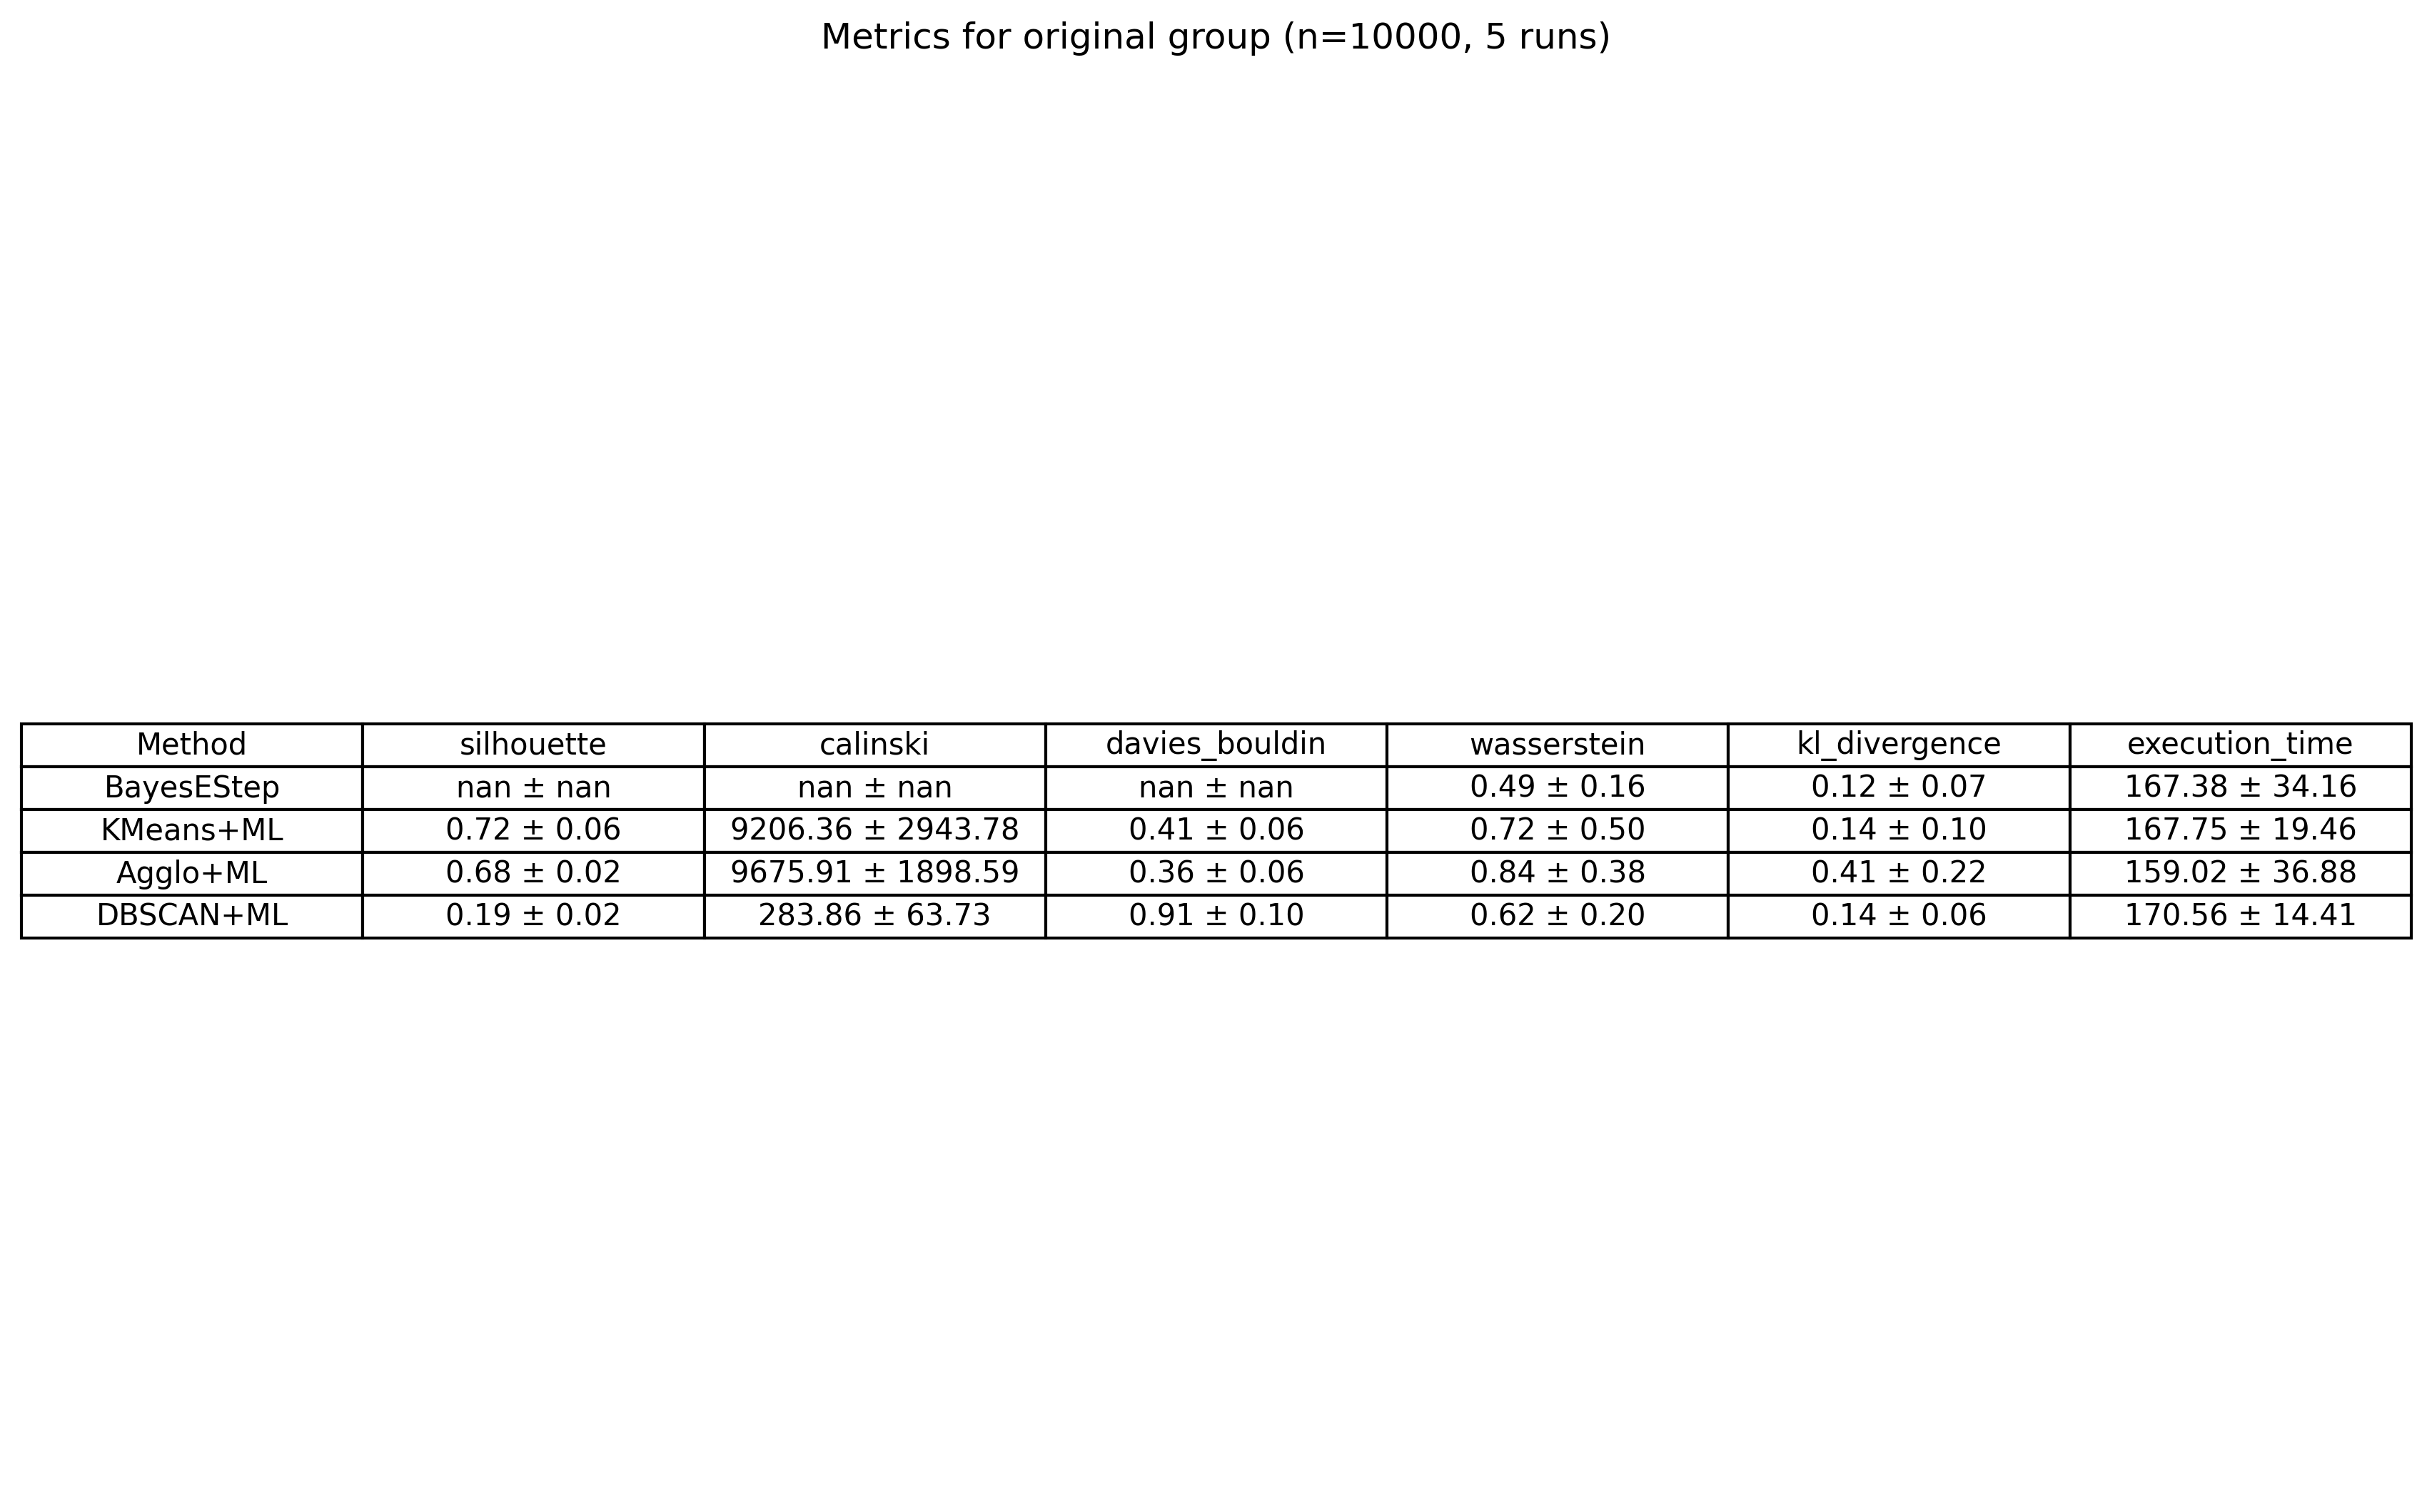 Metrics for original group (n=10000, 5 runs)
Method silhouette calinski davies_bouldin wasserstein kl_divergence execution_time
BayesEStep nan ± nan nan ± nan nan ± nan 0.49 ± 0.16 0.12 ± 0.07 167.38 ± 34.16
KMeans+ML 0.72 ± 0.06 9206.36 ± 2943.78 0.41 ± 0.06 0.72 ± 0.50 0.14 ± 0.10 167.75 ± 19.46
Agglo+ML 0.68 ± 0.02 9675.91 ± 1898.59 0.36 ± 0.06 0.84 ± 0.38 0.41 ± 0.22 159.02 ± 36.88
DBSCAN+ML 0.19 ± 0.02 283.86 ± 63.73 0.91 ± 0.10 0.62 ± 0.20 0.14 ± 0.06 170.56 ± 14.41